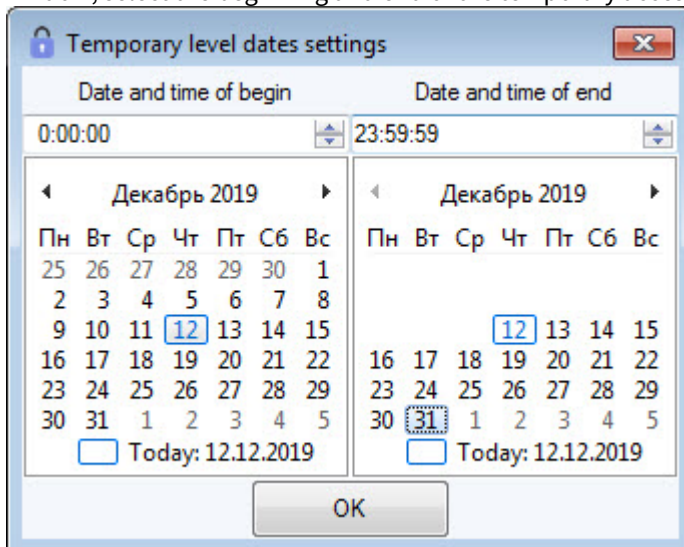 Temporary level dates settings
Date and time of begin Date and time of end
0:00:00 23:59:59
Декабрь 2019 Декабрь 2019
Пн Вт Ср Чт Пт Сб Вс Пн Вт Ср Чт Пт Сб Вс
25 26 27 28 29 30 1
2 3 4 5 6 7 8
9 10 11 12 13 14 15 12 13 14 15
16 17 18 19 20 21 22 16 17 18 19 20 21 22
23 24 25 26 27 28 29 23 24 25 26 27 28 29
30 31 1 2 3 4 5 30 31 1 2 3 4 5
Today: 12.12.2019 Today: 12.12.2019
OK